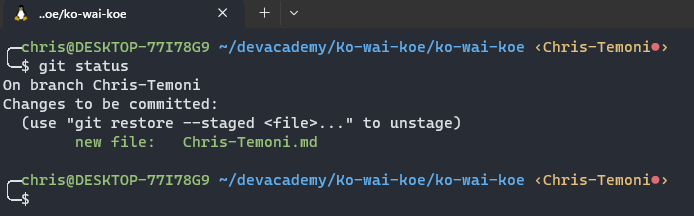 ..oe/ko-wai-koe
chris@DESKTOP-77I78G9 ~/devacademy/Ko-wai-koe/ko-wai-koe ‹Chris-Temoni●›
$ git status
On branch Chris-Temoni
Changes to be committed:
  (use "git restore --staged <file>..." to unstage)
        new file:   Chris-Temoni.md
chris@DESKTOP-77I78G9 ~/devacademy/Ko-wai-koe/ko-wai-koe ‹Chris-Temoni●›
$